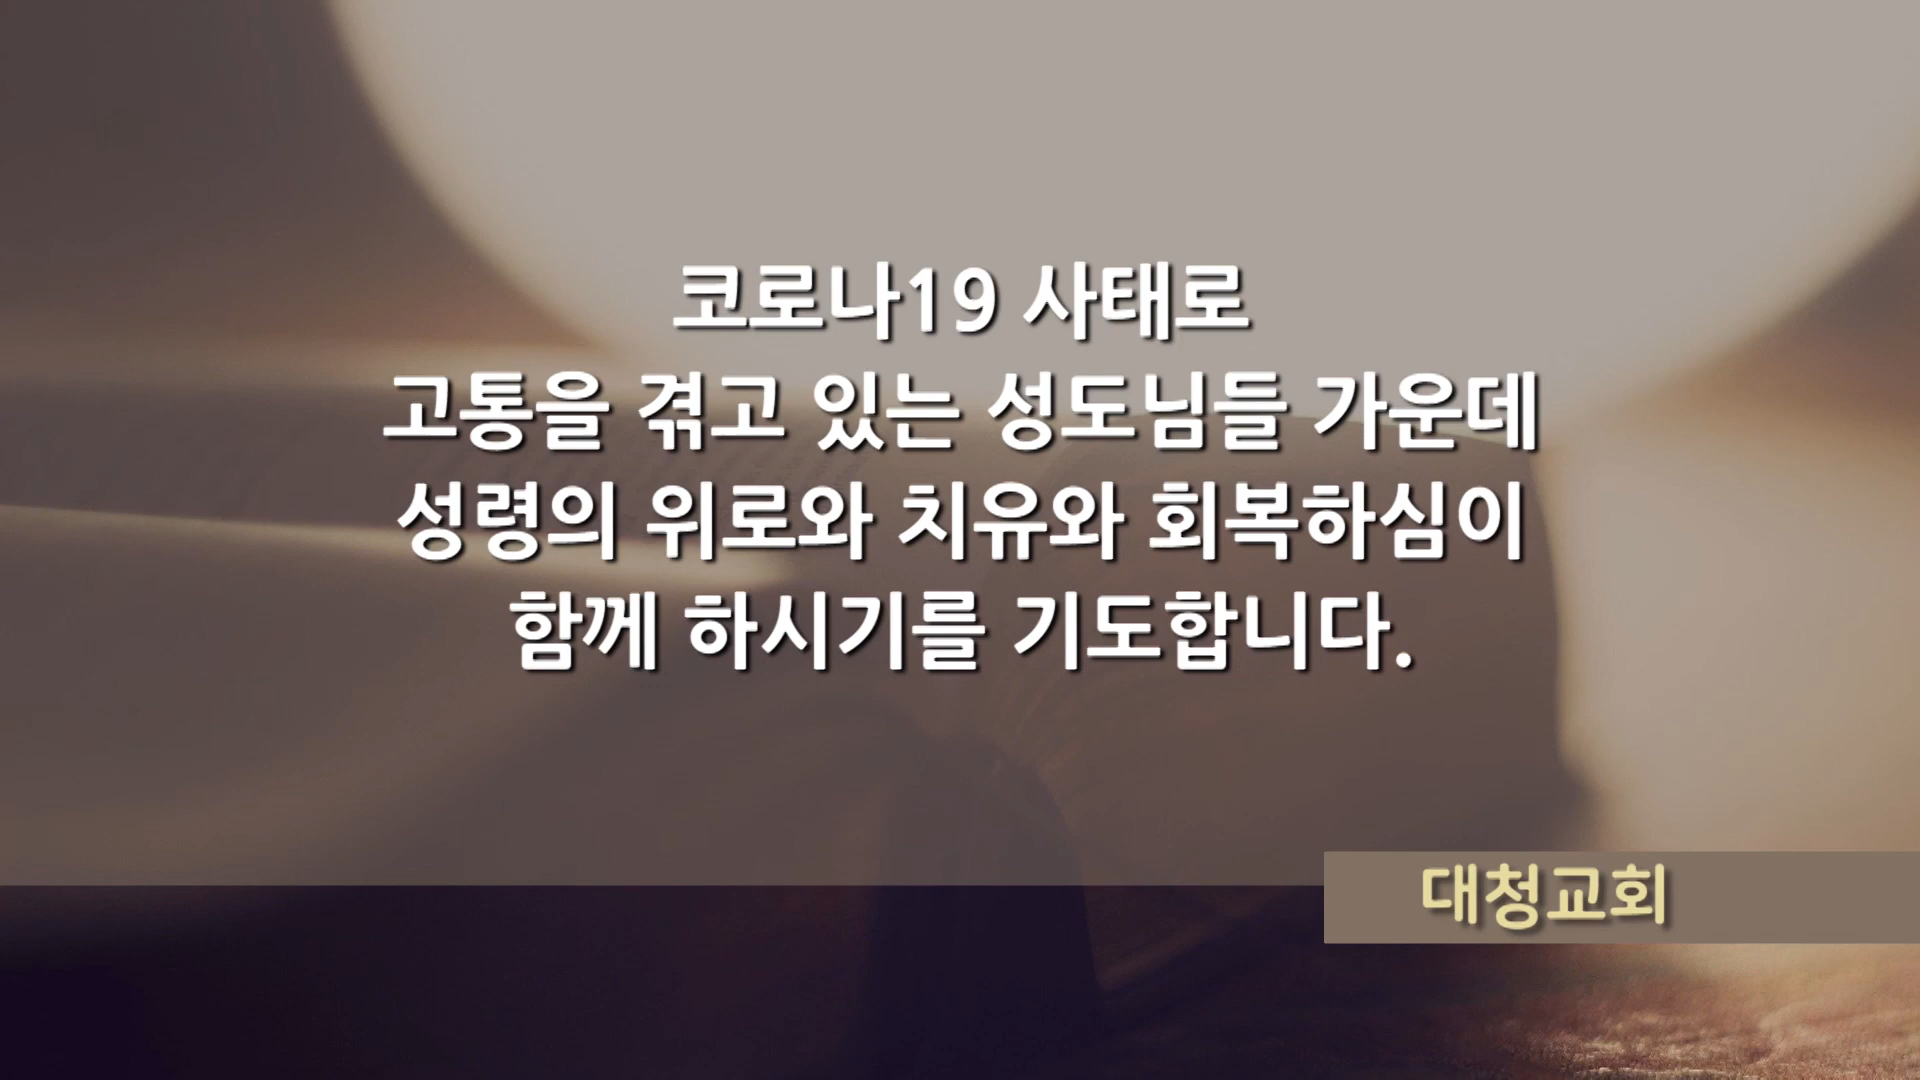 코로나19 사태로
고통을 겪고 있는 성도님들 가운데
성령의 위로와 치유와 회복하심이
함께 하시기를 기도합니다.
대청교회